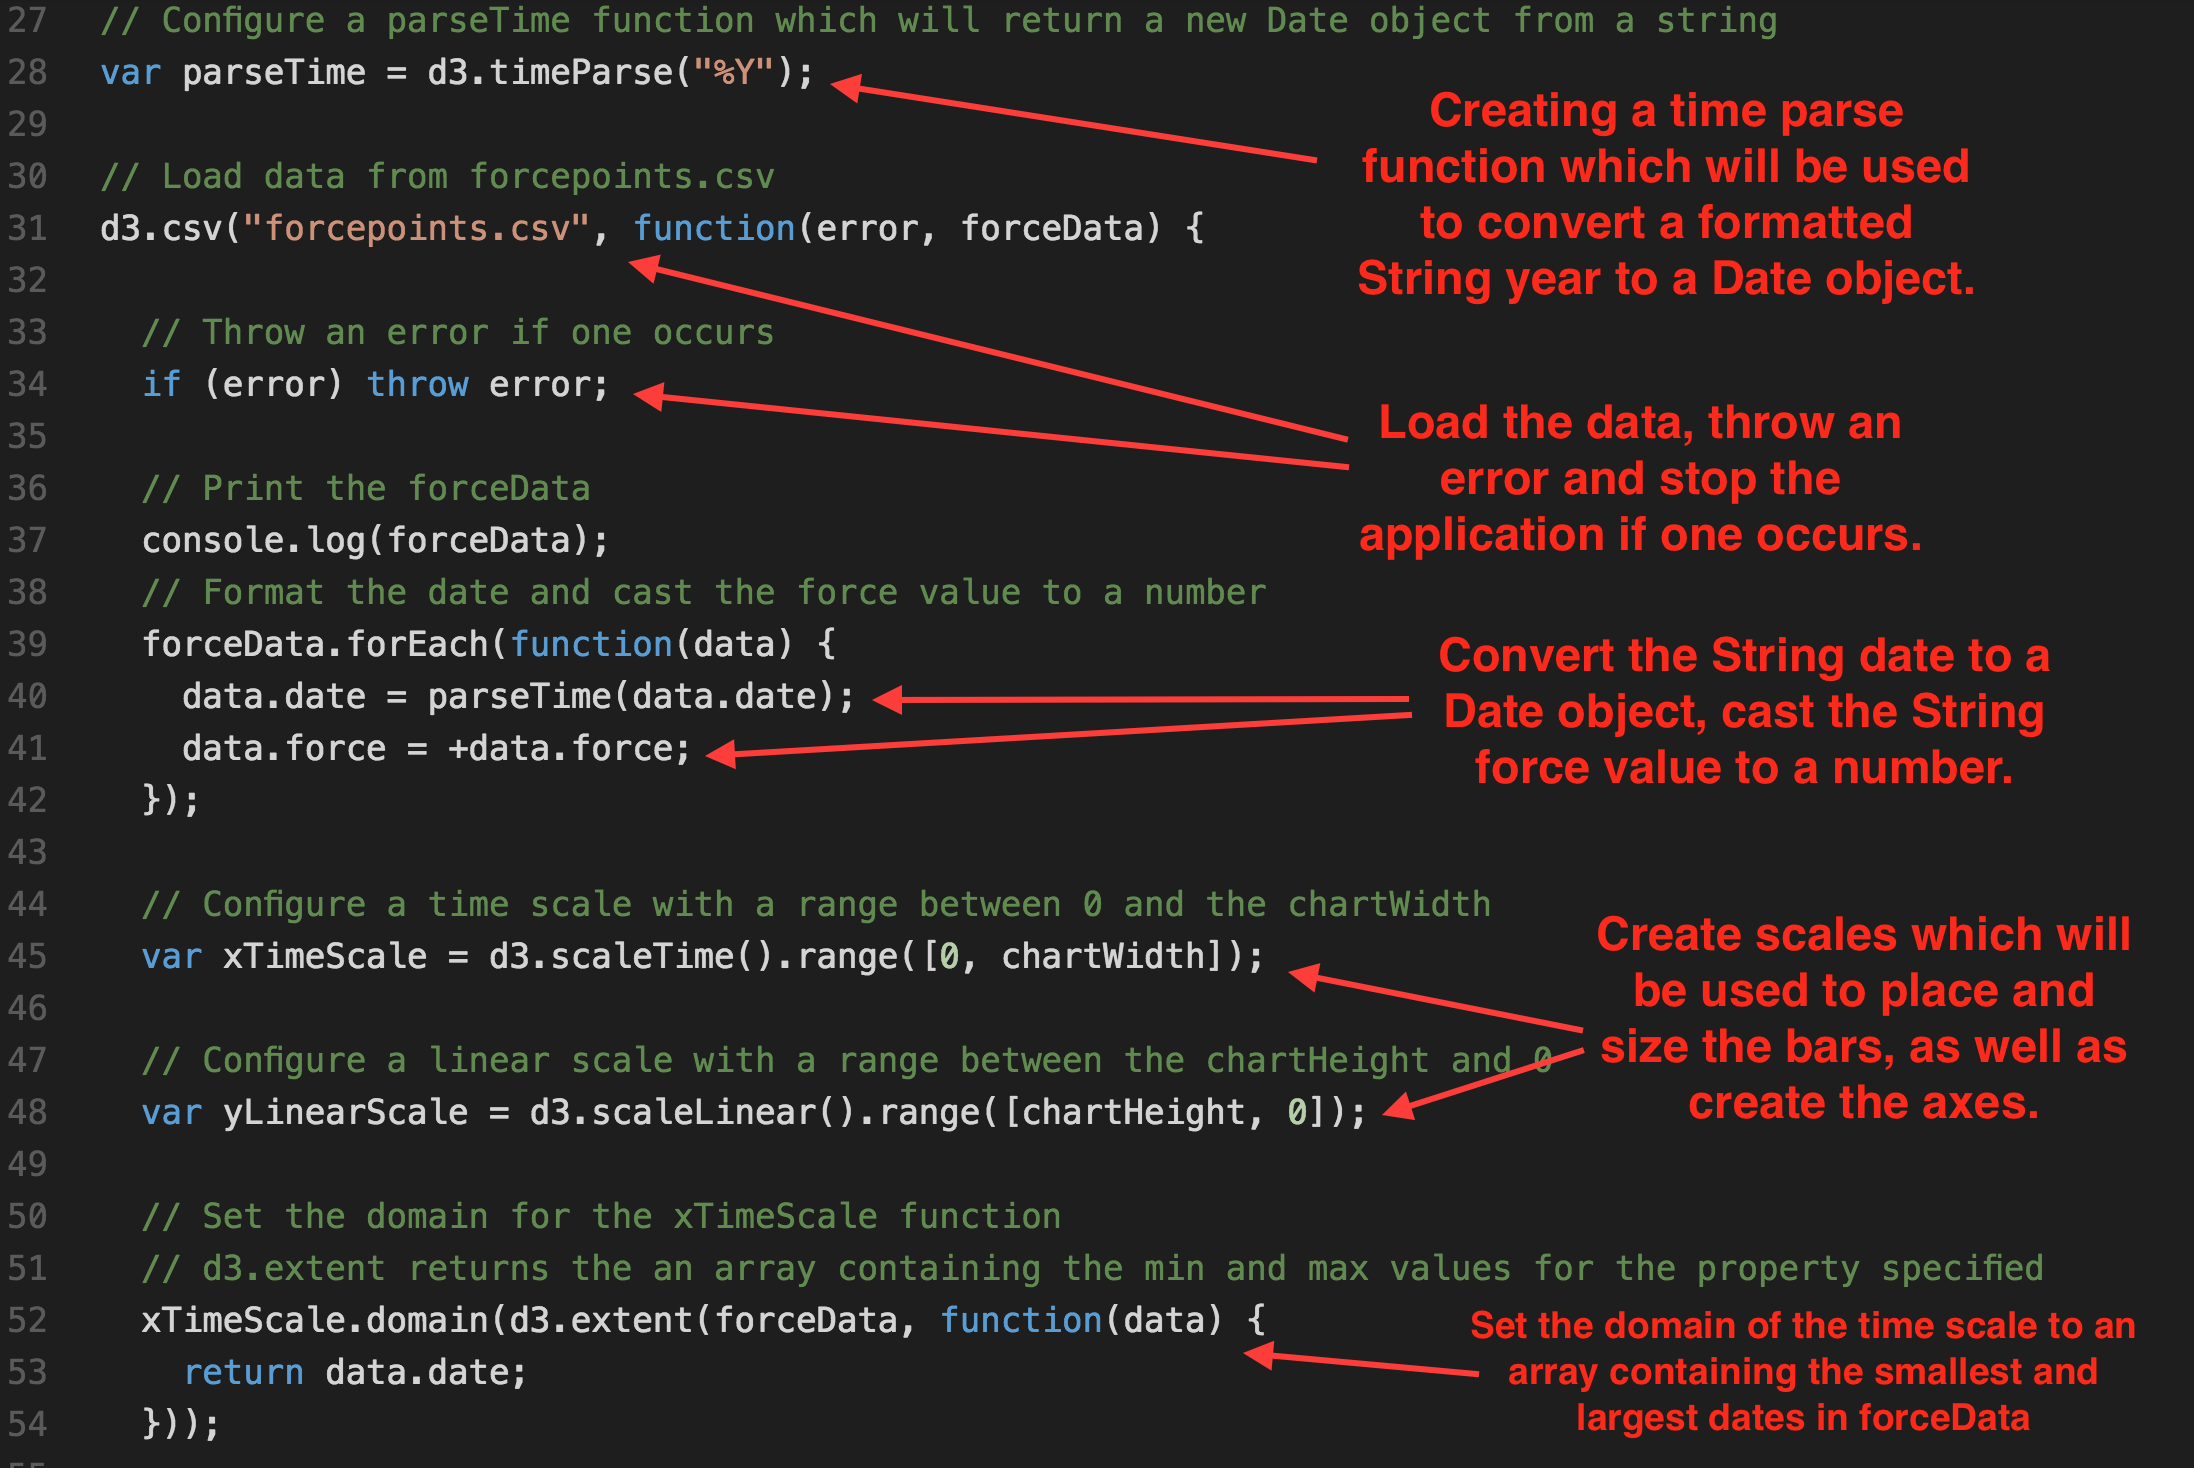 27 // Configure a parseTime function which will return a new Date object from a string
28 var parseTime = d3.timeParse("%Y");
29
30 // Load data from forcepoints.csv
31 d3.csv("forcepoints.csv", function(error, forceData) {
32
33 // Throw an error if one occurs
34 if (error) throw error;
35
36 // Print the forceData
37 console.log(forceData);
38 // Format the date and cast the force value to a number
39 forceData.forEach(function(data) {
40 data.date = parseTime(data.date);
41 data.force = +data.force;
42 });
43
44 // Configure a time scale with a range between 0 and the chartWidth
45 var xTimeScale = d3.scaleTime().range([0, chartWidth]);
46
47 // Configure a linear scale with a range between the chartHeight and 0
48 var yLinearScale = d3.scaleLinear().range([chartHeight, 0]);
49
50 // Set the domain for the xTimeScale function
51 // d3.extent returns the an array containing the min and max values for the property specified
52 xTimeScale.domain(d3.extent(forceData, function(data) {
53 return data.date;
54 }));
Creating a time parse
function which will be used
to convert a formatted
String year to a Date object.
Load the data, throw an
error and stop the
application if one occurs.
Convert the String date to a
Date object, cast the String
force value to a number.
Create scales which will
be used to place and
size the bars, as well as
create the axes.
Set the domain of the time scale to an
array containing the smallest and
largest dates in forceData